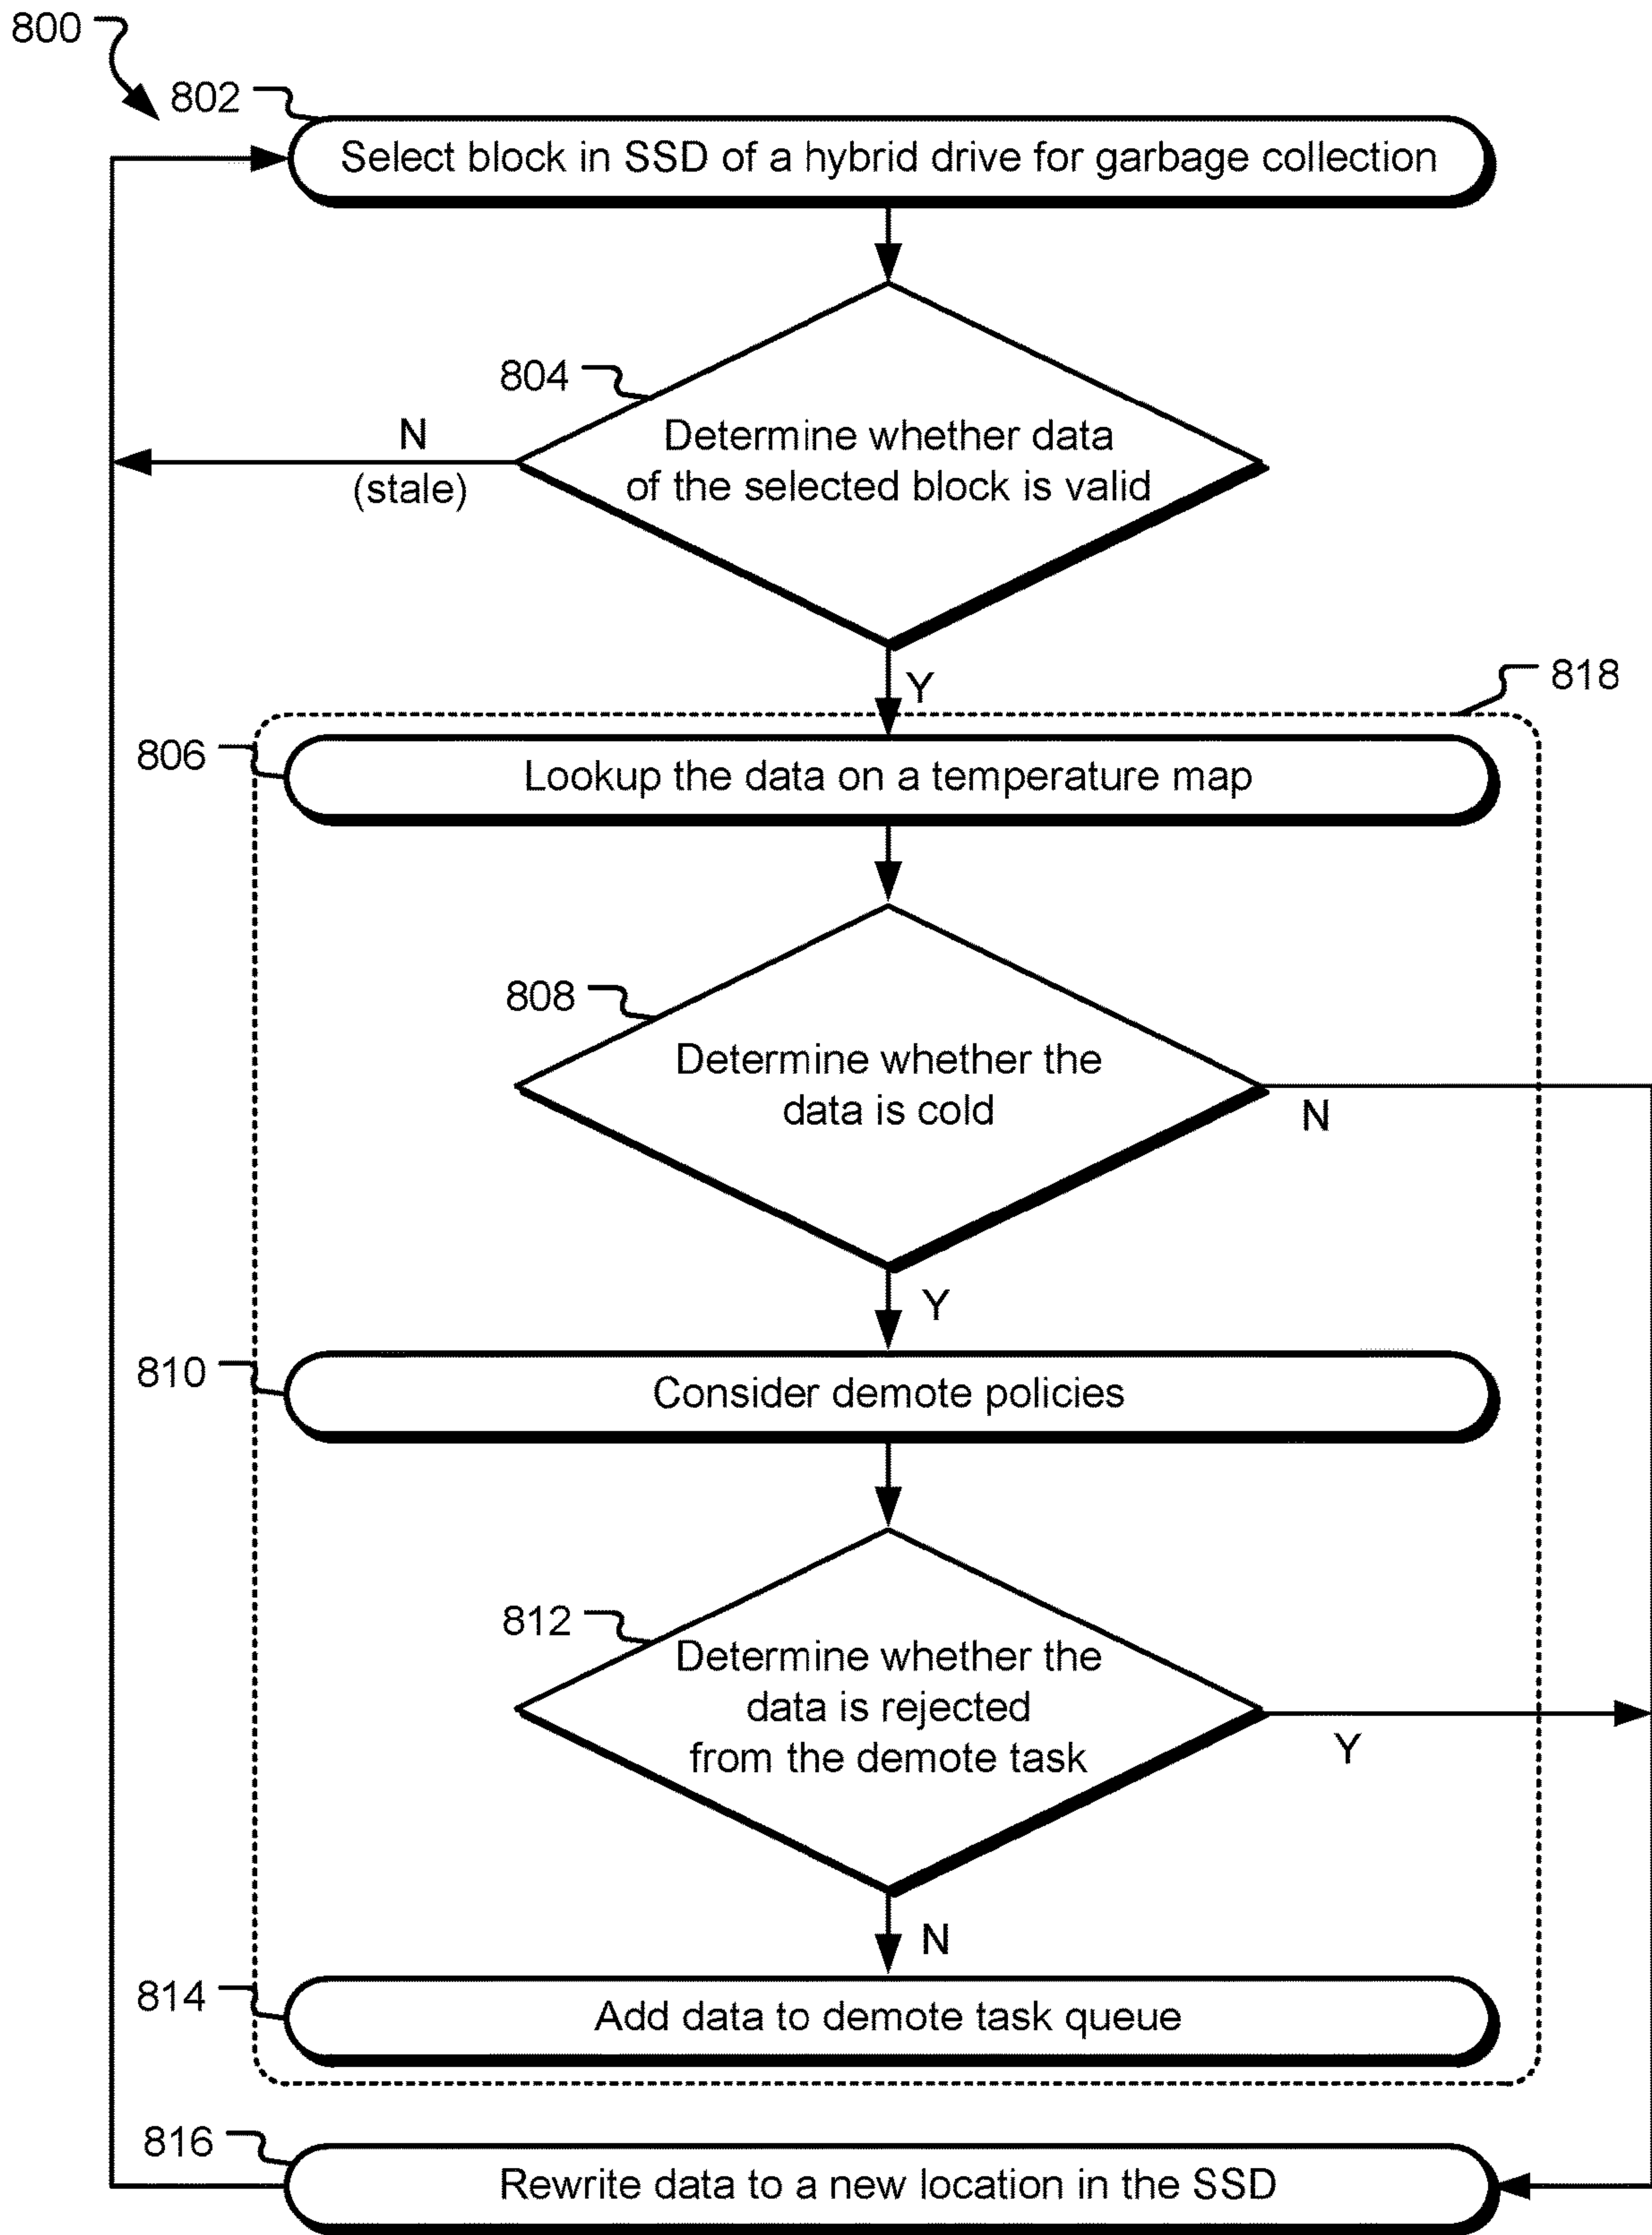 800
802
Select block in SSD of a hybrid drive for garbage collection
804
Determine whether data
of the selected block is valid
N
(stale)
Y
818
806
Lookup the data on a temperature map
808
Determine whether the
data is cold
N
Y
810
Consider demote policies
812
Determine whether the
data is rejected
from the demote task
Y
N
814
Add data to demote task queue
816
Rewrite data to a new location in the SSD